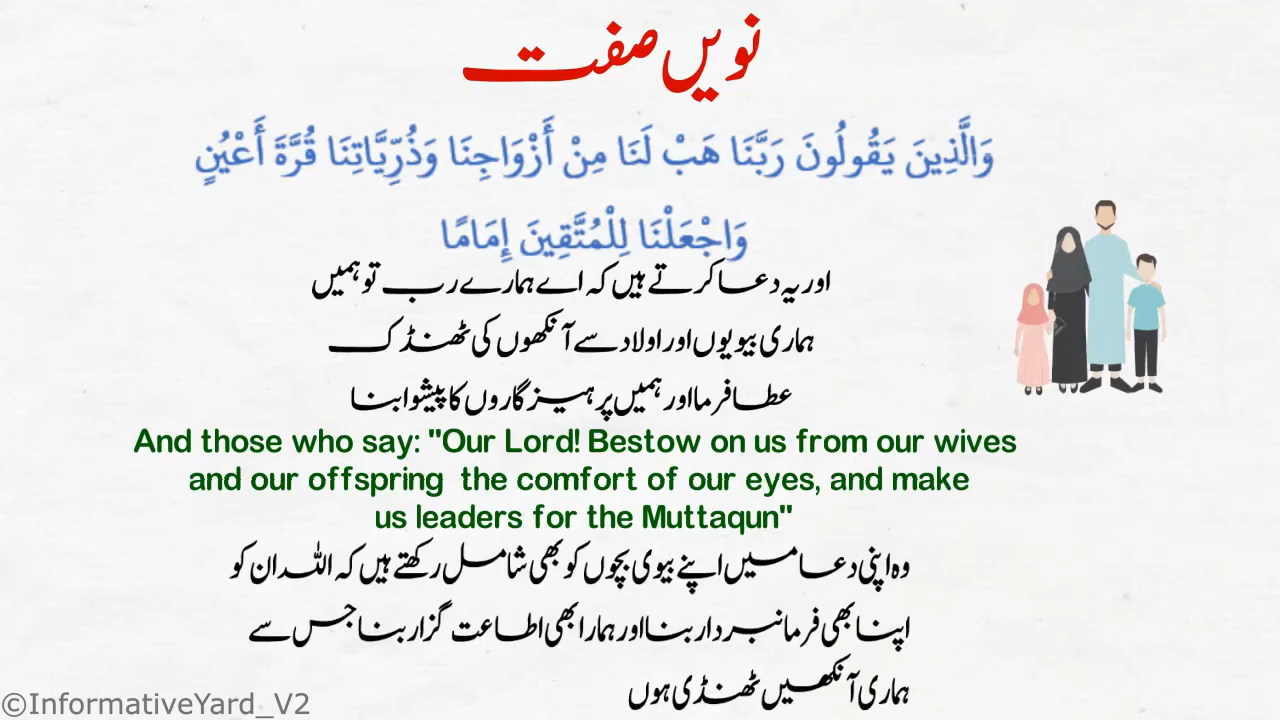 نویں صفت
وَالَّذِينَ يَقُولُونَ رَبَّنَا هَبْ لَنَا مِنْ أَزْوَاجِنَا وَذُرِّيَّاتِنَا قُرَّةَ أَعْيُنٍ
وَاجْعَلْنَا لِلْمُتَّقِينَ إِمَامًا
اور یہ دعا کرتے ہیں کہ اے ہمارے رب تو ہمیں
ہماری بیویوں اور اولاد سے آنکھوں کی ٹھنڈک
عطا فرما اور ہمیں پرہیزگاروں کا پیشوا بنا
And those who say: "Our Lord! Bestow on us from our wives
and our offspring the comfort of our eyes, and make
us leaders for the Muttaqun"
وہ اپنی دعا میں اپنے بیوی بچوں کو بھی شامل رکھتے ہیں کہ اللہ ان کو
اپنا بھی فرمانبردار بنا اور ہمارا بھی اطاعت گزار بنا جس سے
ہماری آنکھیں ٹھنڈی ہوں
©InformativeYard_V2